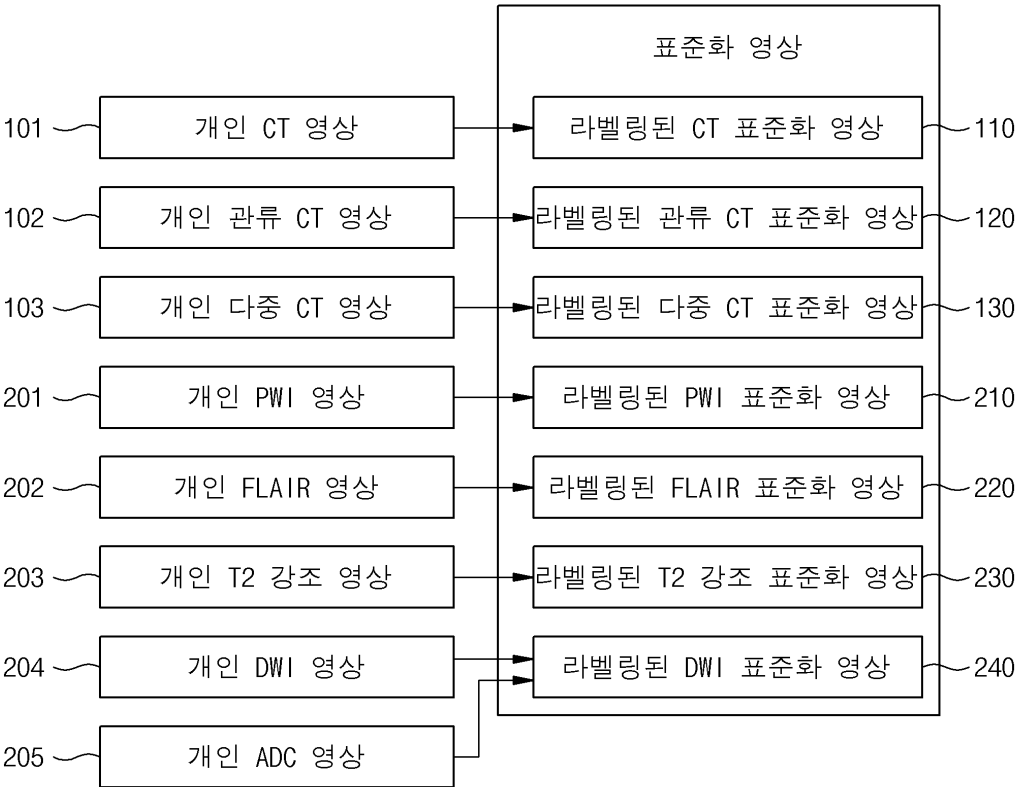 표준화 영상
101 개인 CT 영상 라벨링된 CT 표준화 영상 110
102 개인 관류 CT 영상 라벨링된 관류 CT 표준화 영상 120
103 개인 다중 CT 영상 라벨링된 다중 CT 표준화 영상 130
201 개인 PWI 영상 라벨링된 PWI 표준화 영상 210
202 개인 FLAIR 영상 라벨링된 FLAIR 표준화 영상 220
203 개인 T2 강조 영상 라벨링된 T2 강조 표준화 영상 230
204 개인 DWI 영상 라벨링된 DWI 표준화 영상 240
205 개인 ADC 영상